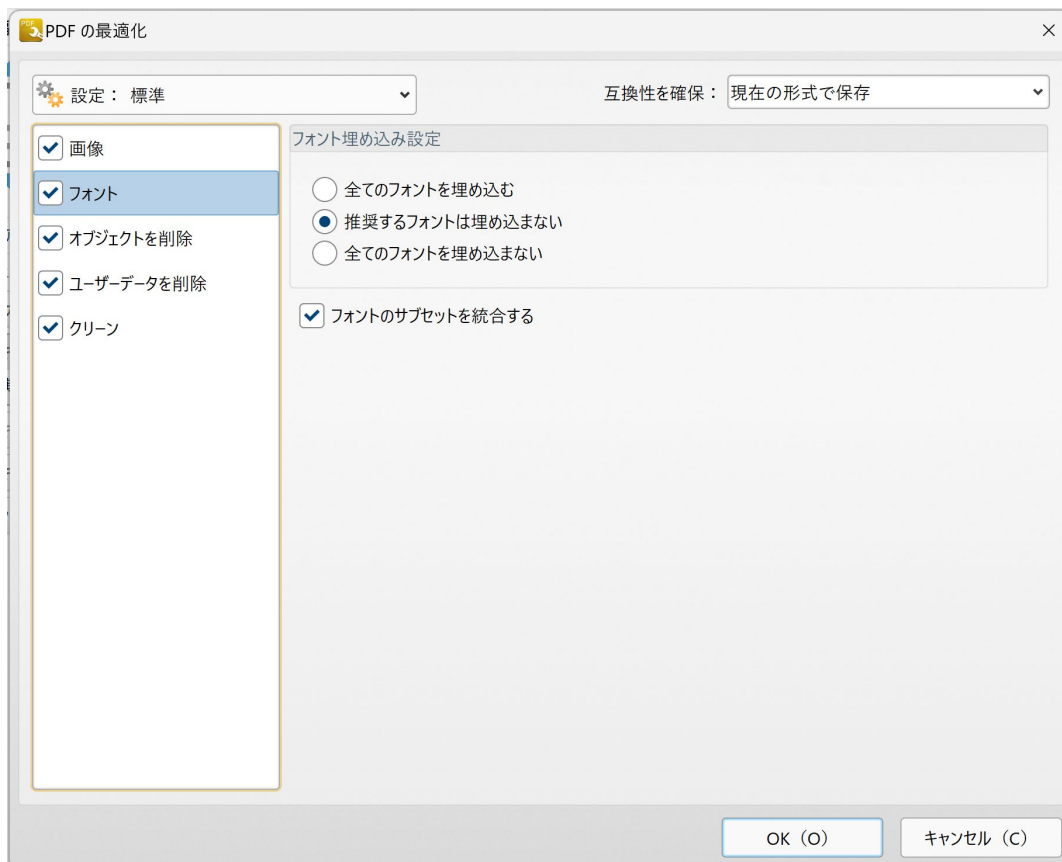 PDF の最適化
設定： 標準
互換性を確保： 現在の形式で保存
画像
フォント
オブジェクトを削除
ユーザーデータを削除
クリーン
フォント埋め込み設定
全てのフォントを埋め込む
推奨するフォントは埋め込まない
全てのフォントを埋め込まない
フォントのサブセットを統合する
OK（O）
キャンセル（C）